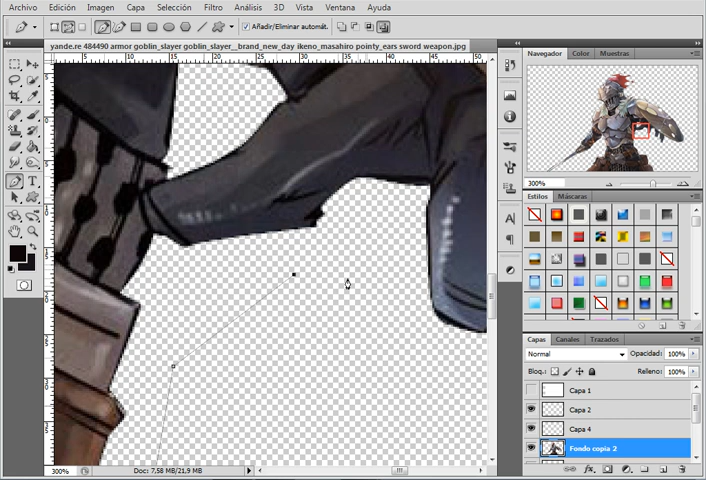 Archivo Edición Imagen Capa Selección Filtro Análisis 3D Vista Ventana Ayuda
Añadir/Eliminar automát.
yande.re 484490 armor goblin_slayer goblin_slayer__brand_new_day ikeno_masahiro pointy_ears sword weapon.jpg
Navegador Color Muestras
300%
Estilos Máscaras
Capas Canales Trazados
Normal Opacidad: 100%
Bloq.: Relleno: 100%
Capa 1
Capa 2
Capa 4
Fondo copia 2
300% Doc: 7,58 MB/21,9 MB